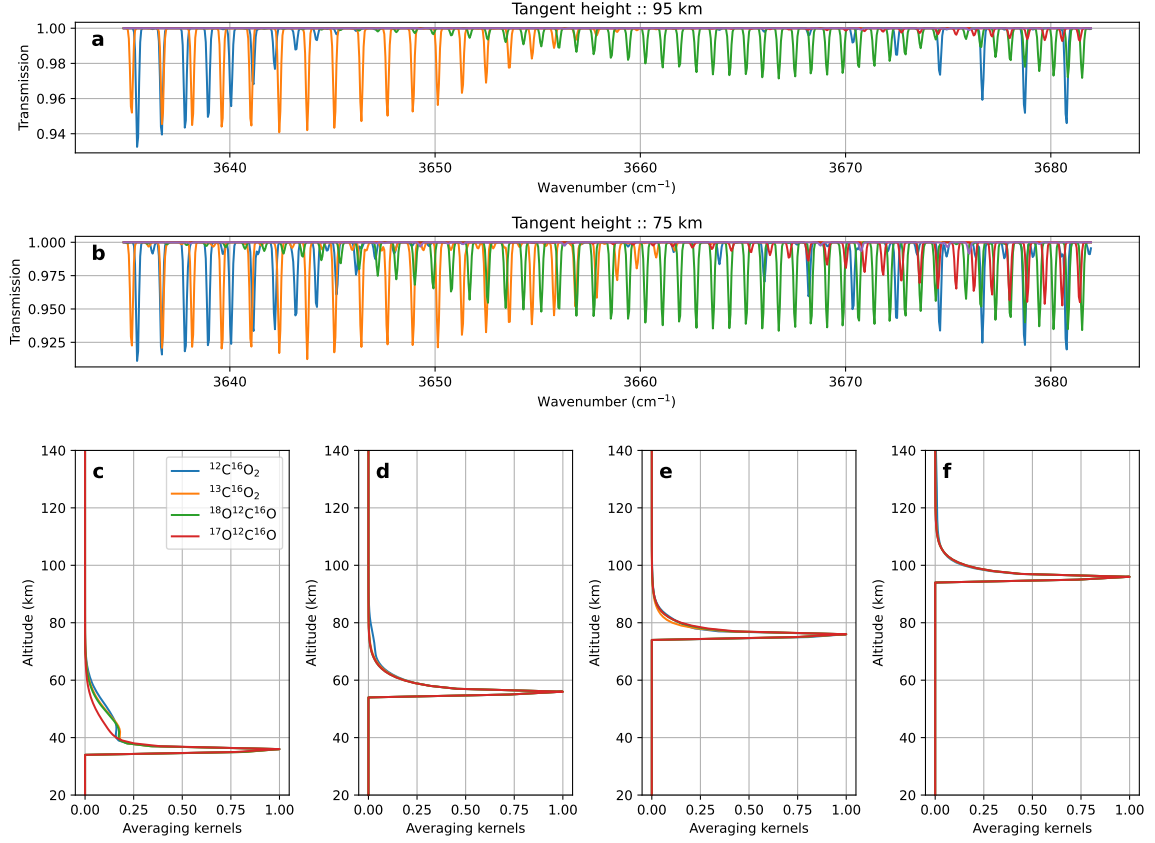 Tangent height :: 95 km
a
Transmission
1.00
0.98
0.96
0.94
3640 3650 3660 3670 3680
Wavenumber (cm⁻¹)
Tangent height :: 75 km
b
Transmission
1.000
0.975
0.950
0.925
3640 3650 3660 3670 3680
Wavenumber (cm⁻¹)
c
¹²C¹⁶O₂
¹³C¹⁶O₂
¹⁸O¹²C¹⁶O
¹⁷O¹²C¹⁶O
Altitude (km)
140
120
100
80
60
40
20
0.00 0.25 0.50 0.75 1.00
Averaging kernels
d
Altitude (km)
140
120
100
80
60
40
20
0.00 0.25 0.50 0.75 1.00
Averaging kernels
e
Altitude (km)
140
120
100
80
60
40
20
0.00 0.25 0.50 0.75 1.00
Averaging kernels
f
Altitude (km)
140
120
100
80
60
40
20
0.00 0.25 0.50 0.75 1.00
Averaging kernels